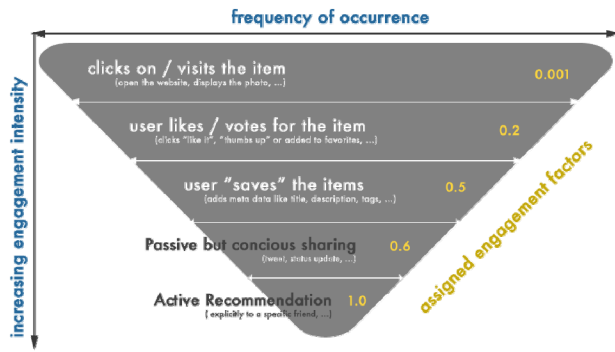 frequency of occurrence
increasing engagement intensity
clicks on / visits the item
(open the website, displays the photo, ...)
0.001
user likes / votes for the item
(clicks "like it", "thumbs up" or added to favorites, ...)
0.2
user "saves" the items
(adds meta data like title, description, tags, ...)
0.5
Passive but concious sharing
(tweet, status update, ...)
0.6
Active Recommendation
( explicitly to a specific friend, ...)
1.0
assigned engagement factors